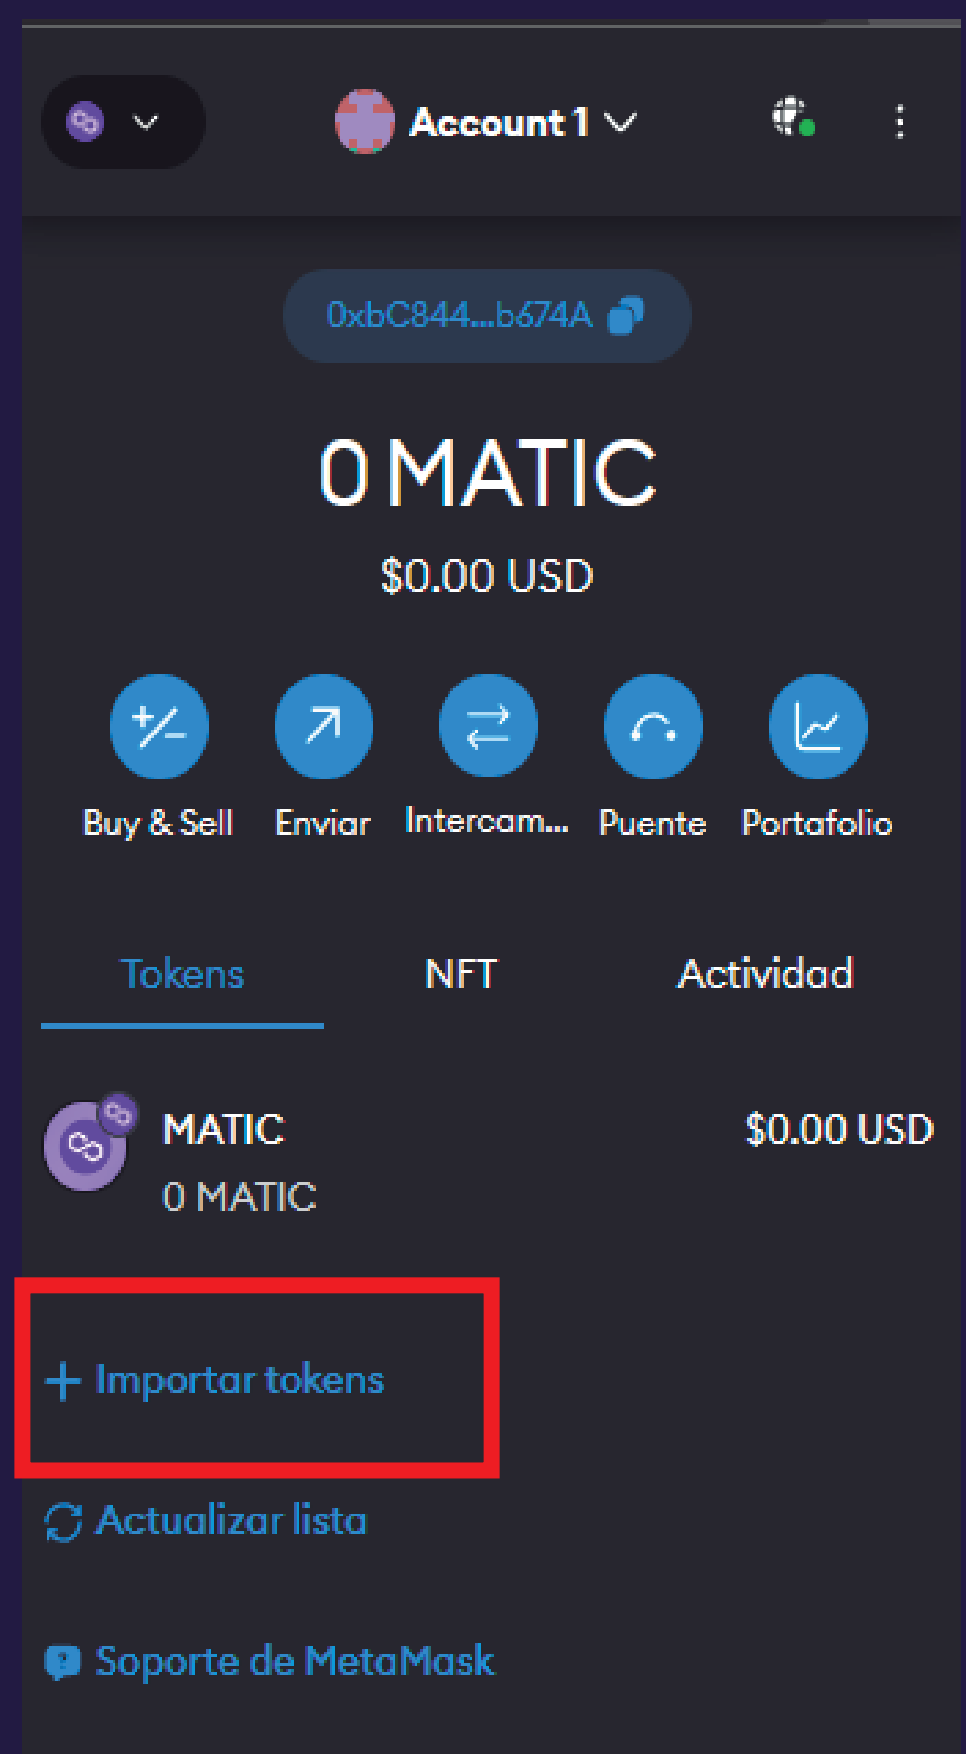 Account 1
0xbC844...b674A
0 MATIC
$0.00 USD
Buy & Sell
Enviar
Intercam...
Puente
Portafolio
Tokens
NFT
Actividad
MATIC
$0.00 USD
0 MATIC
+ Importar tokens
Actualizar lista
Soporte de MetaMask